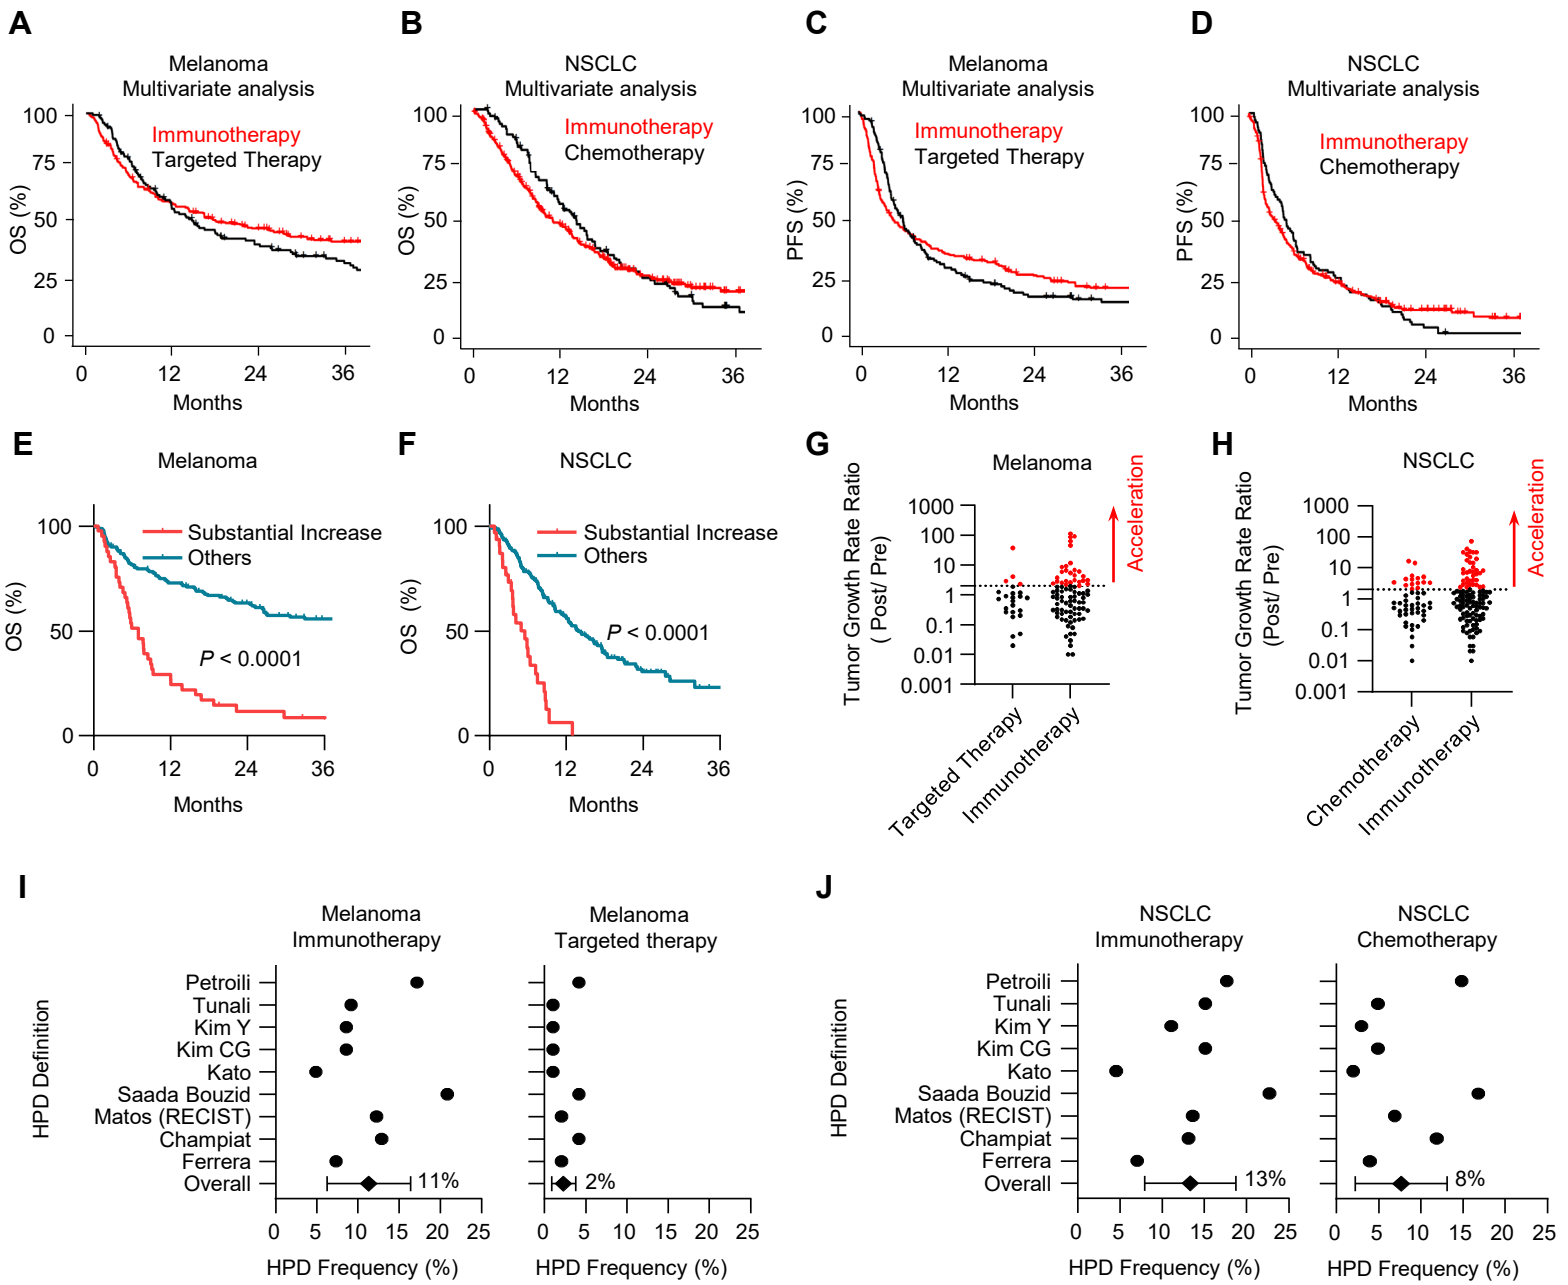 A
Melanoma
Multivariate analysis
Immunotherapy
Targeted Therapy
OS (%)
100
75
50
25
0
0 12 24 36
Months
B
NSCLC
Multivariate analysis
Immunotherapy
Chemotherapy
OS (%)
100
75
50
25
0
0 12 24 36
Months
C
Melanoma
Multivariate analysis
Immunotherapy
Targeted Therapy
PFS (%)
100
75
50
25
0
0 12 24 36
Months
D
NSCLC
Multivariate analysis
Immunotherapy
Chemotherapy
PFS (%)
100
75
50
25
0
0 12 24 36
Months
E
Melanoma
Substantial Increase
Others
P < 0.0001
OS (%)
100
50
0
0 12 24 36
Months
F
NSCLC
Substantial Increase
Others
P < 0.0001
OS (%)
100
50
0
0 12 24 36
Months
G
Melanoma
Tumor Growth Rate Ratio
( Post/ Pre)
1000
100
10
1
0.1
0.01
0.001
Acceleration
Targeted Therapy
Immunotherapy
H
NSCLC
Tumor Growth Rate Ratio
(Post/ Pre)
1000
100
10
1
0.1
0.01
0.001
Acceleration
Chemotherapy
Immunotherapy
I
Melanoma
Immunotherapy
Melanoma
Targeted therapy
HPD Definition
Petroili
Tunali
Kim Y
Kim CG
Kato
Saada Bouzid
Matos (RECIST)
Champiat
Ferrera
Overall
11%
2%
0 5 10 15 20 25
HPD Frequency (%)
0 5 10 15 20 25
HPD Frequency (%)
J
NSCLC
Immunotherapy
NSCLC
Chemotherapy
HPD Definition
Petroili
Tunali
Kim Y
Kim CG
Kato
Saada Bouzid
Matos (RECIST)
Champiat
Ferrera
Overall
13%
8%
0 5 10 15 20 25
HPD Frequency (%)
0 5 10 15 20 25
HPD Frequency (%)